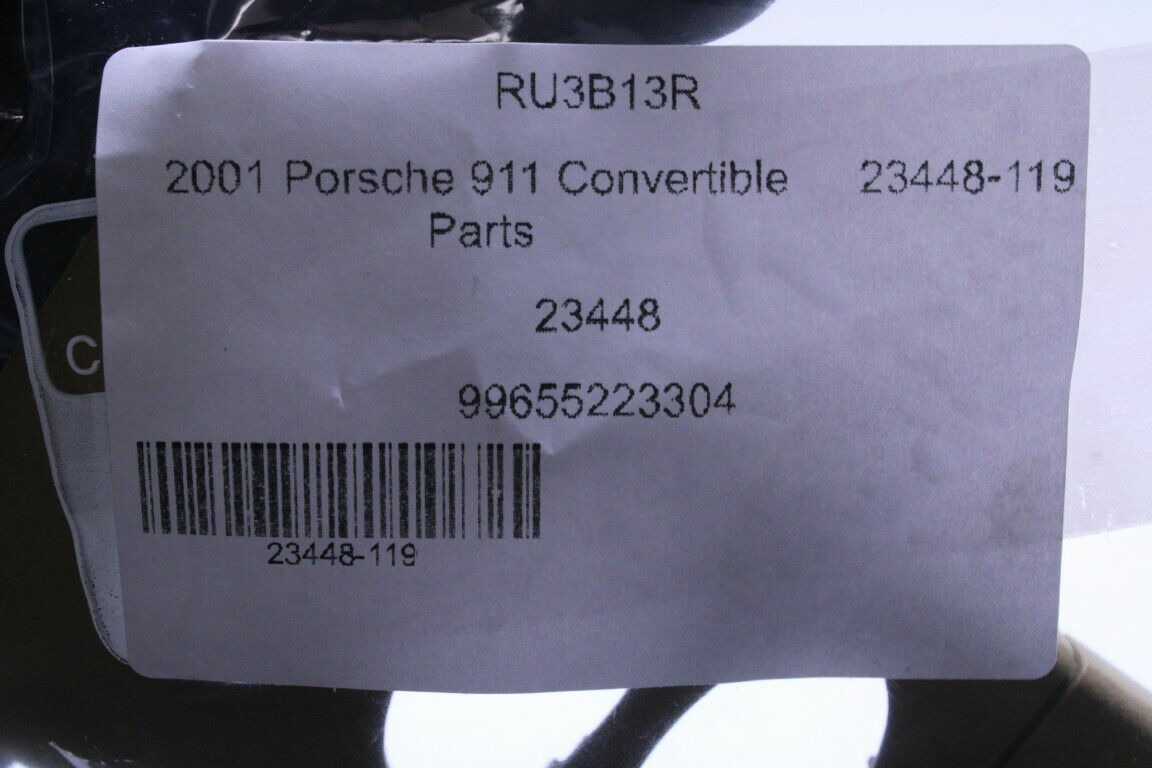 RU3B13R
2001 Porsche 911 Convertible 23448-119
Parts
23448
99655223304
23448-119
C